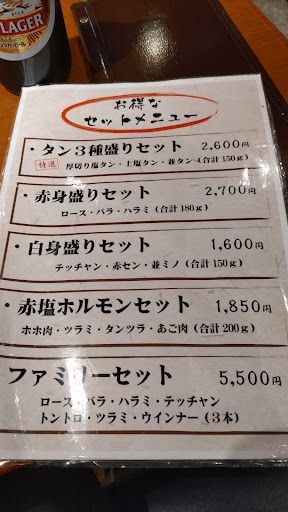 LAGER
お得な
セットメニュー
・タン3種盛りセット 2,600円
特選 厚切り塩タン・上塩タン・並タン(合計150g)
・赤身盛りセット 2,700円
ロース・バラ・ハラミ(合計180g)
・白身盛りセット 1,600円
テッチャン・赤セン・並ミノ(合計150g)
・赤塩ホルモンセット 1,850円
ホホ肉・ツラミ・タンツラ・あご肉(合計200g)
ファミリーセット 5,500円
ロース・バラ・ハラミ・テッチャン
トントロ・ツラミ・ウインナー(3本)